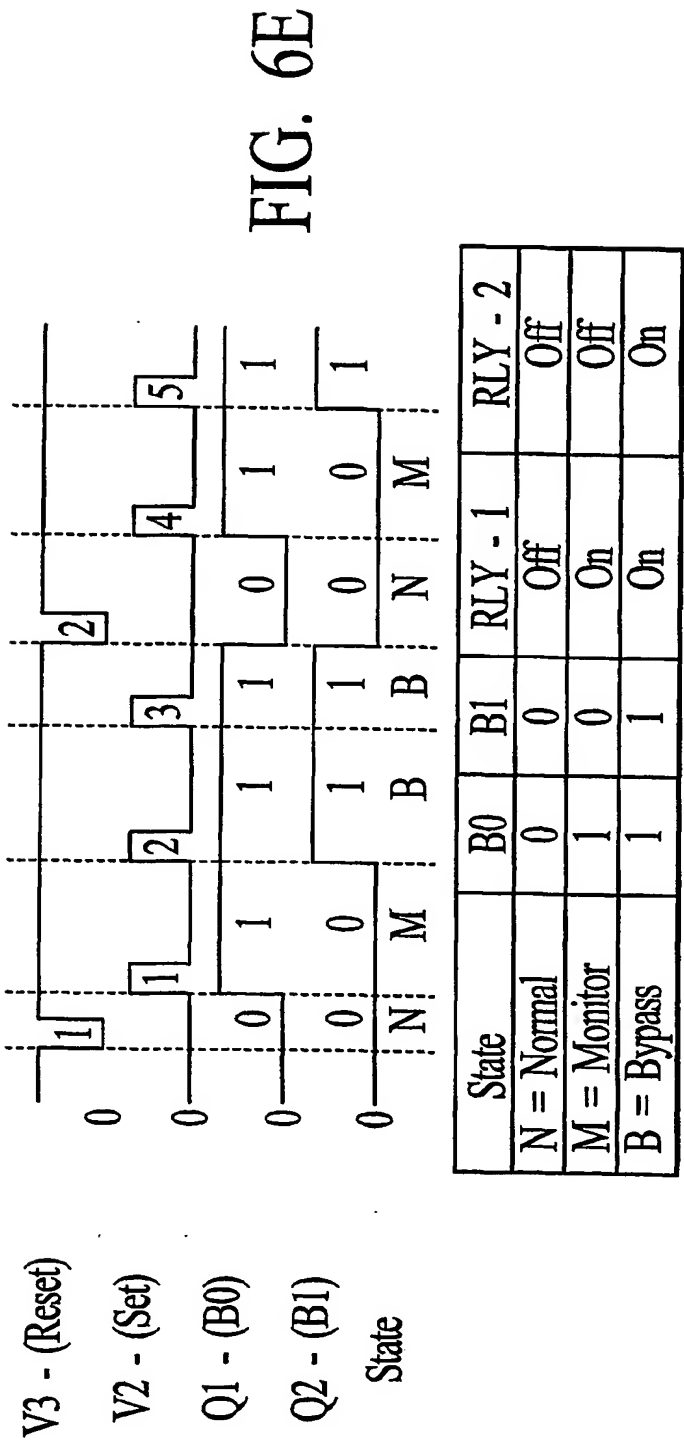 FIG. 6E
V3 - (Reset) 0 1 2
V2 - (Set) 0 1 2 3 4 5
Q1 - (B0) 0 0 1 1 1 0 1 1
Q2 - (B1) 0 0 0 1 1 0 0 1
State N M B B N M
State B0 B1 RLY - 1 RLY - 2
N = Normal 0 0 Off Off
M = Monitor 1 0 On Off
B = Bypass 1 1 On On